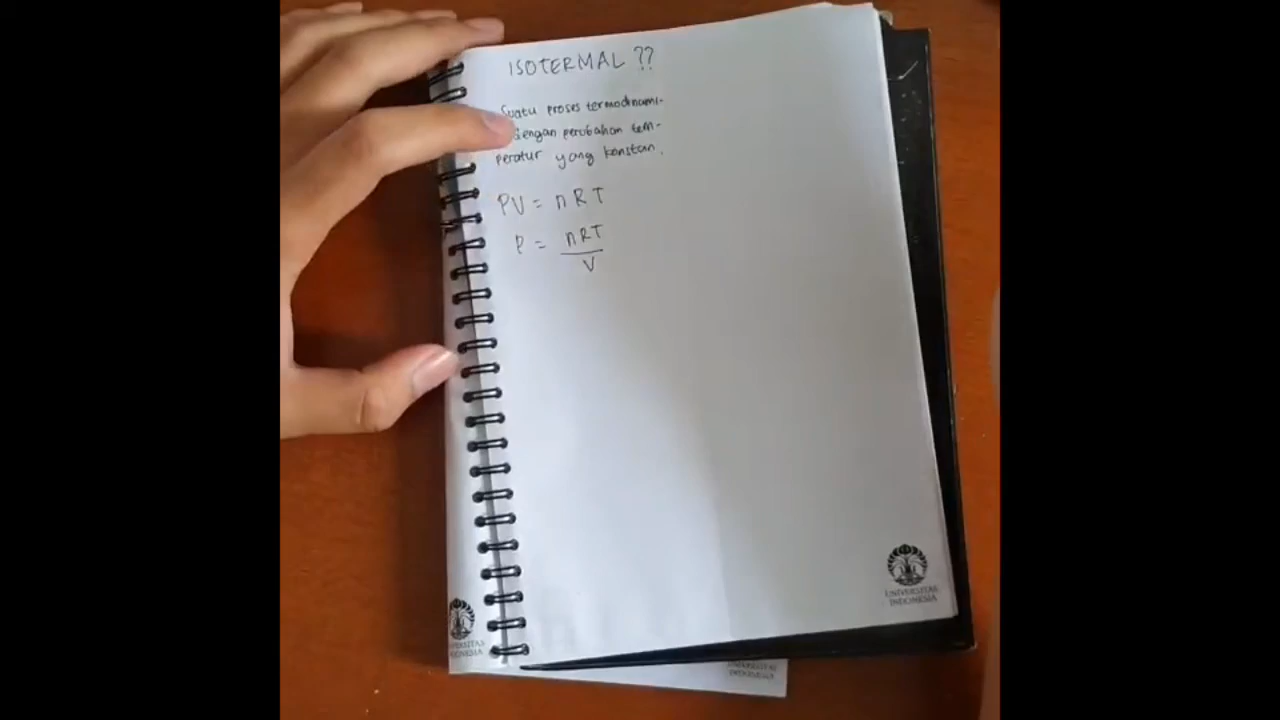 ISOTERMAL ??
Suatu proses termodinami-
dengan perubahan tem-
peratur yang konstan.
PV = nRT
P = nRT
V
UNIVERSITAS
INDONESIA